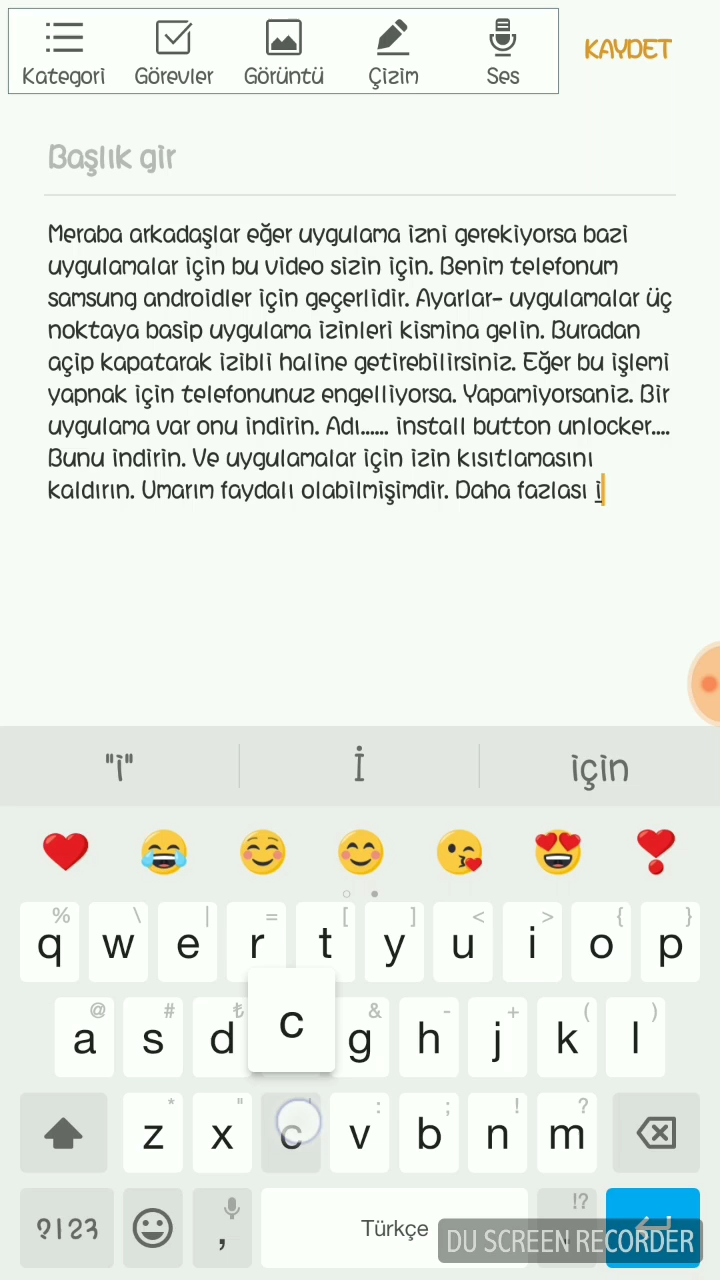 Kategori Görevler Görüntü Çizim Ses KAYDET
Başlık gir
Meraba arkadaşlar eğer uygulama izni gerekiyorsa bazi
uygulamalar için bu video sizin için. Benim telefonum
samsung androidler için geçerlidir. Ayarlar- uygulamalar üç
noktaya basip uygulama izinleri kismina gelin. Buradan
açip kapatarak izibli haline getirebilirsiniz. Eğer bu işlemi
yapnak için telefonunuz engelliyorsa. Yapamiyorsaniz. Bir
uygulama var onu indirin. Adı...... install button unlocker....
Bunu indirin. Ve uygulamalar için izin kısıtlamasını
kaldırın. Umarım faydalı olabilmişimdir. Daha fazlası i
"i" İ için
% \ | = [ ] < > { }
q w e r t y u i o p
@ # ₺ & - + ( )
a s d g h j k l
c
* " : ; ! ?
z x c v b n m
!?
?123 , Türkçe .
DU SCREEN RECORDER